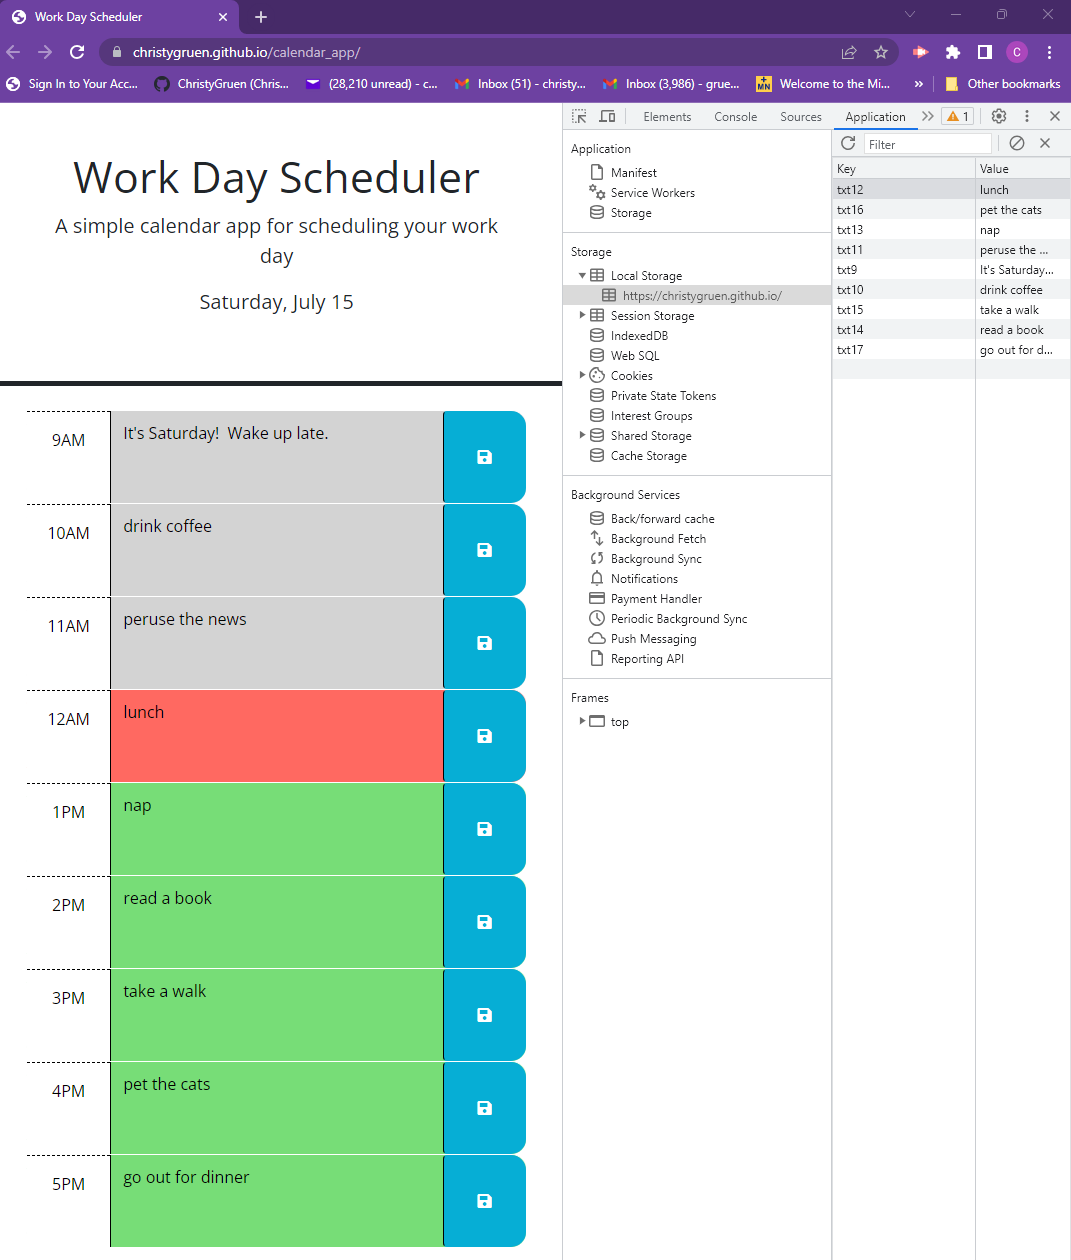 Work Day Scheduler
christygruen.github.io/calendar_app/
C
Sign In to Your Acc...
ChristyGruen (Chris...
(28,210 unread) - c...
Inbox (51) - christy...
Inbox (3,986) - grue...
Welcome to the Mi...
»
Other bookmarks
Work Day Scheduler
A simple calendar app for scheduling your work
day
Saturday, July 15
9AM
It's Saturday!  Wake up late.
10AM
drink coffee
11AM
peruse the news
12AM
lunch
1PM
nap
2PM
read a book
3PM
take a walk
4PM
pet the cats
5PM
go out for dinner
Elements Console Sources Application 1
Application
Manifest
Service Workers
Storage
Storage
Local Storage
https://christygruen.github.io/
Session Storage
IndexedDB
Web SQL
Cookies
Private State Tokens
Interest Groups
Shared Storage
Cache Storage
Background Services
Back/forward cache
Background Fetch
Background Sync
Notifications
Payment Handler
Periodic Background Sync
Push Messaging
Reporting API
Frames
top
Filter
Key Value
txt12 lunch
txt16 pet the cats
txt13 nap
txt11 peruse the ...
txt9 It's Saturday...
txt10 drink coffee
txt15 take a walk
txt14 read a book
txt17 go out for d...